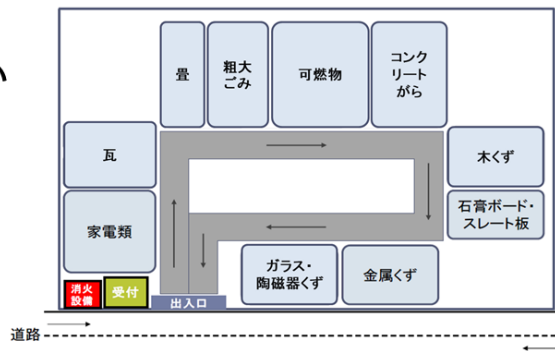 い
畳
粗大
ごみ
可燃物
コンク
リート
がら
瓦
木くず
家電類
石膏ボード・
スレート板
ガラス・
陶磁器くず
金属くず
消火
設備
受付
出入口
道路